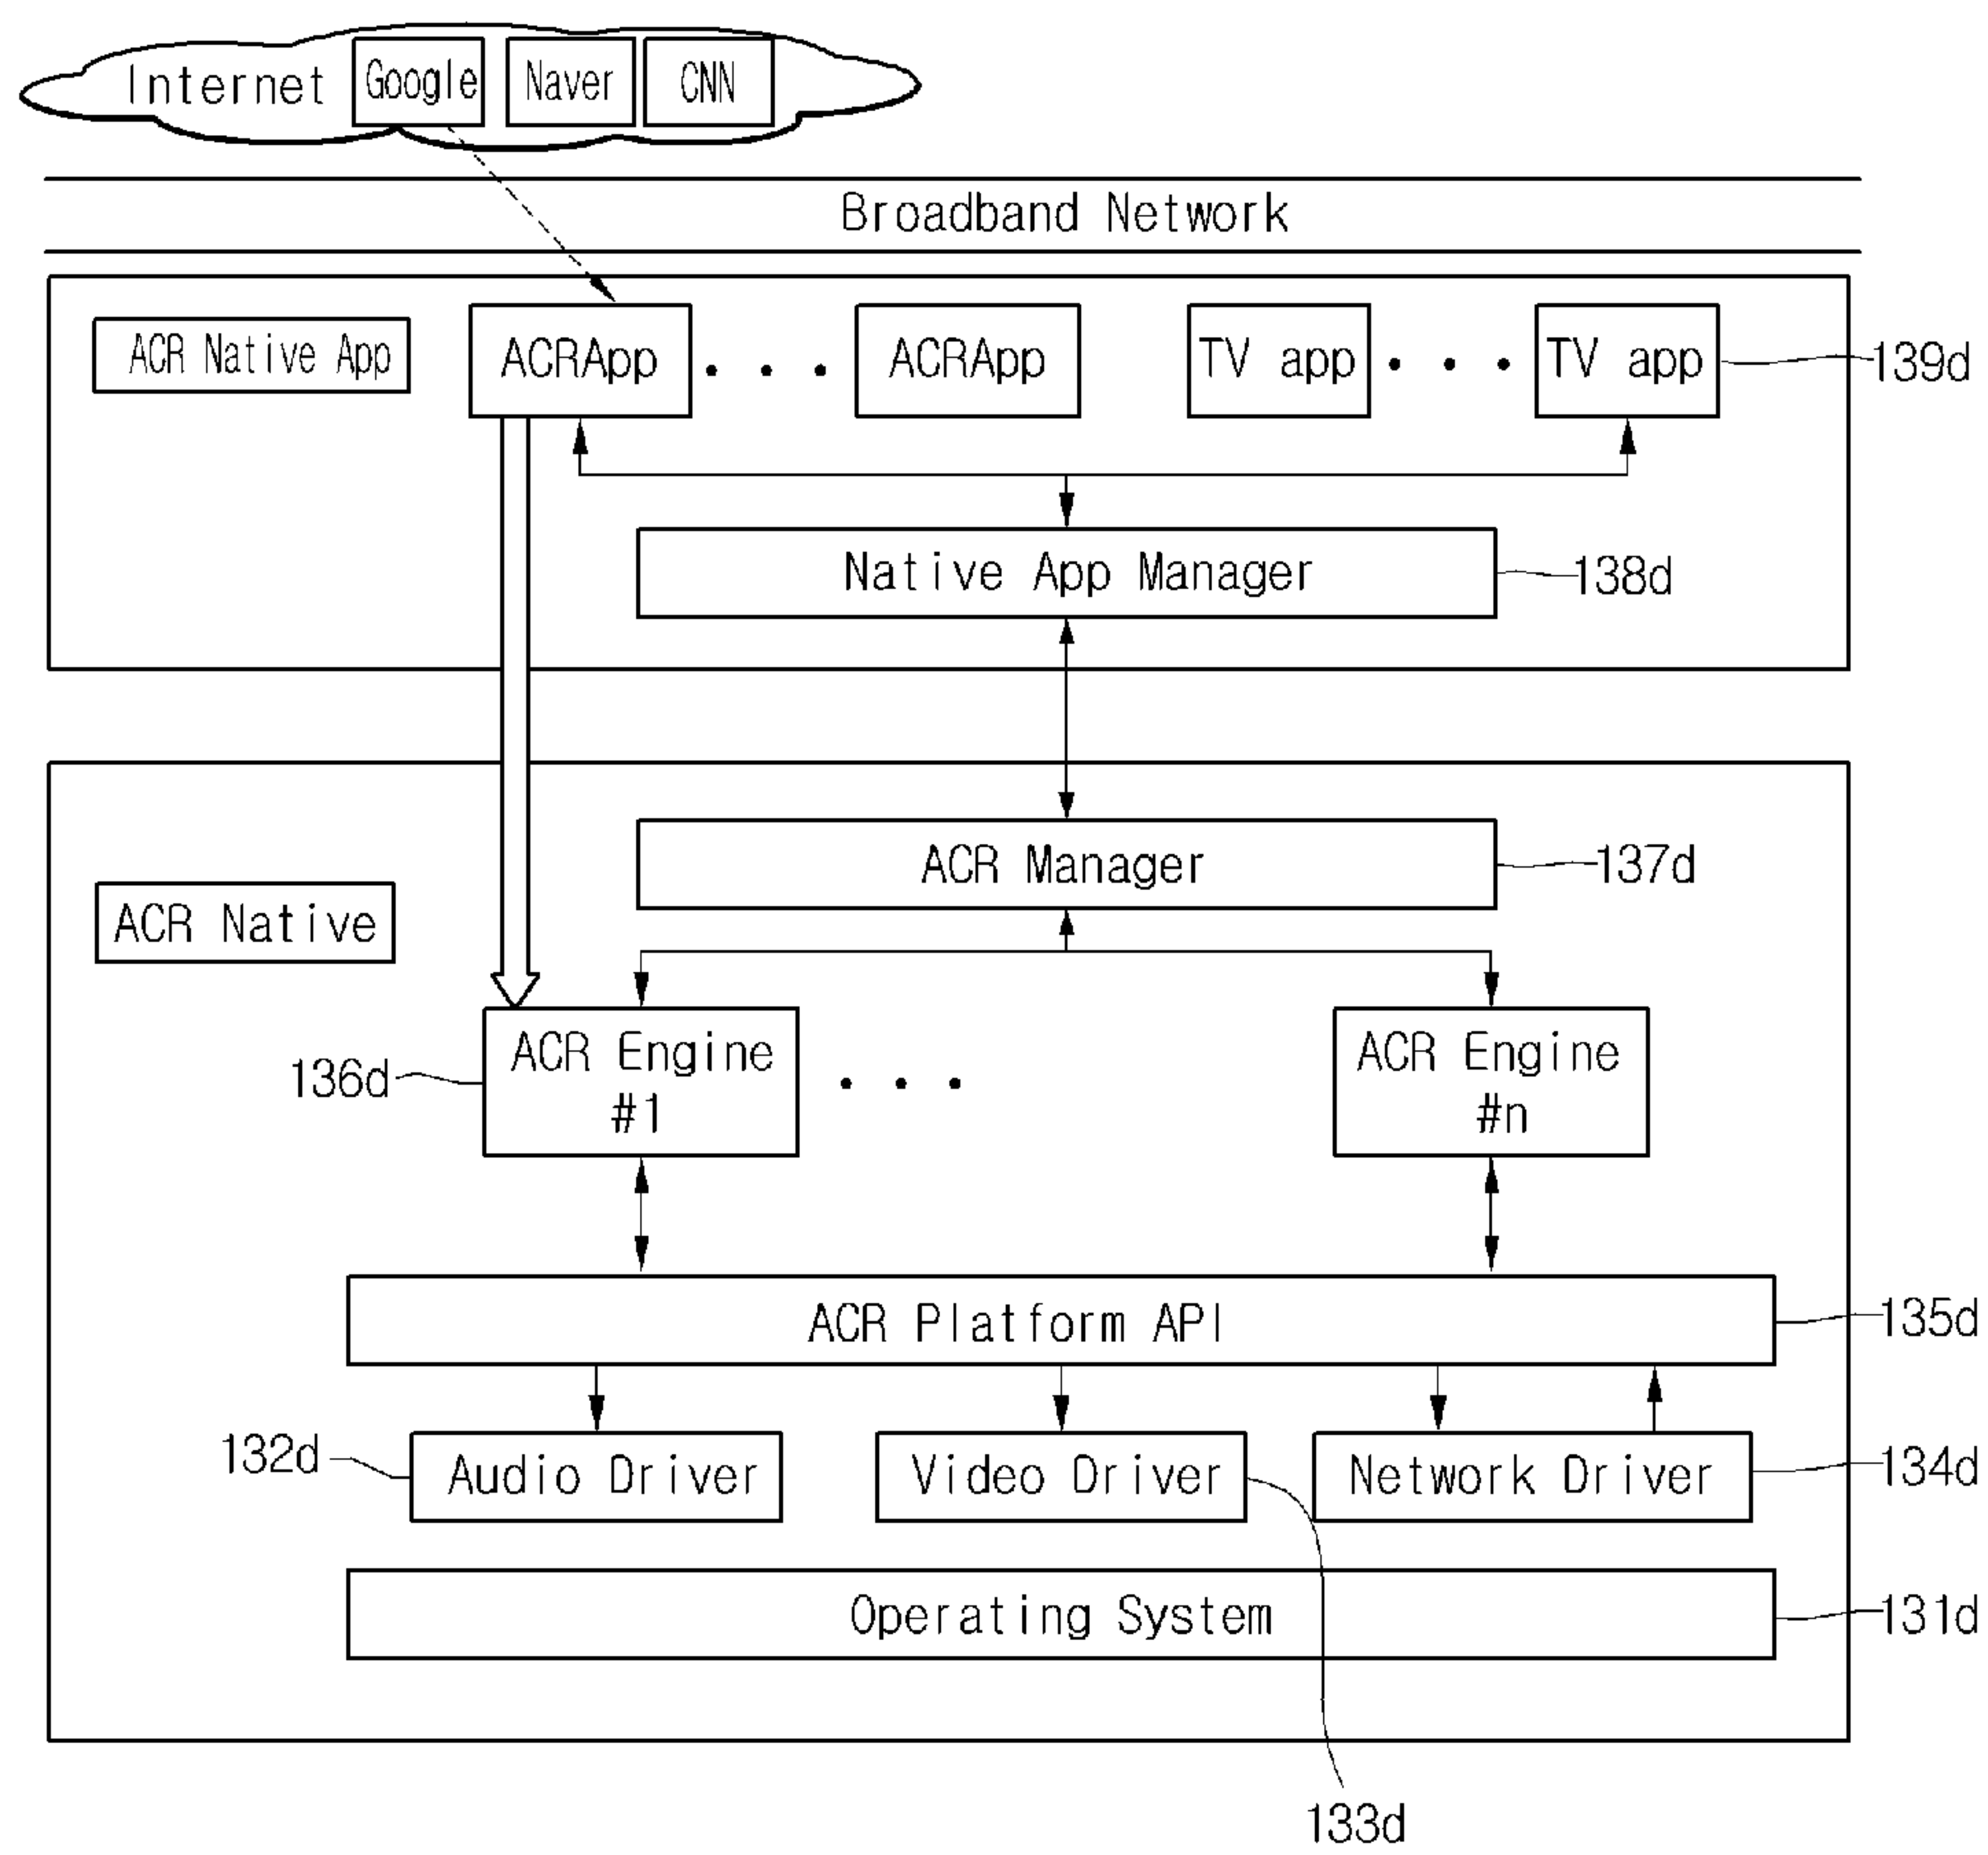 Internet Google Naver CNN
Broadband Network
ACR Native App ACRApp ACRApp TV app TV app 139d
Native App Manager 138d
ACR Manager 137d
ACR Native
136d ACR Engine ACR Engine
#1 #n
ACR Platform API 135d
132d Audio Driver Video Driver Network Driver 134d
Operating System 131d
133d